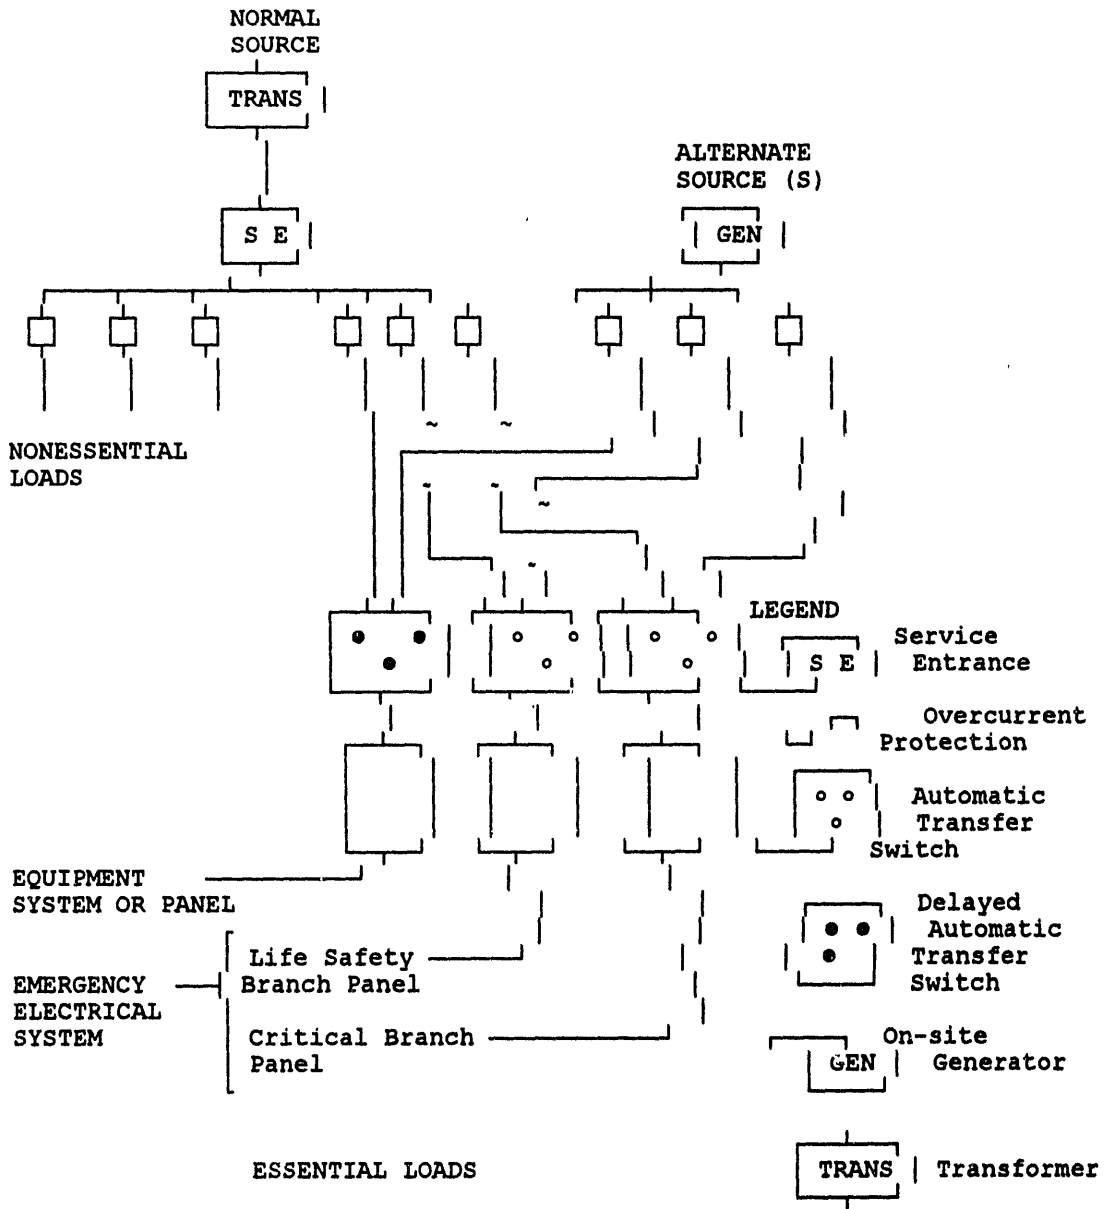 NORMAL
SOURCE
TRANS
ALTERNATE
SOURCE (S)
S E
GEN
NONESSENTIAL
LOADS
LEGEND
S E
Service
Entrance
Overcurrent
Protection
Automatic
Transfer
Switch
EQUIPMENT
SYSTEM OR PANEL
Delayed
Automatic
Transfer
Switch
EMERGENCY
ELECTRICAL
SYSTEM
Life Safety
Branch Panel
Critical Branch
Panel
On-site
GEN Generator
ESSENTIAL LOADS
TRANS Transformer